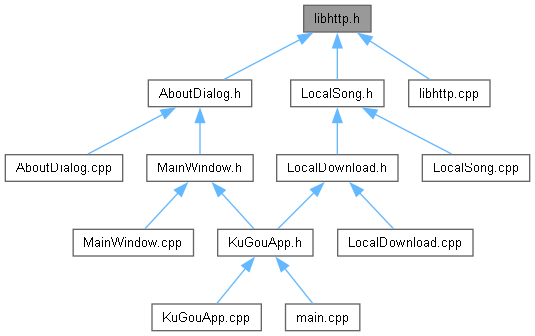 libhttp.h
AboutDialog.h
LocalSong.h
libhttp.cpp
AboutDialog.cpp
MainWindow.h
LocalDownload.h
LocalSong.cpp
MainWindow.cpp
KuGouApp.h
LocalDownload.cpp
KuGouApp.cpp
main.cpp